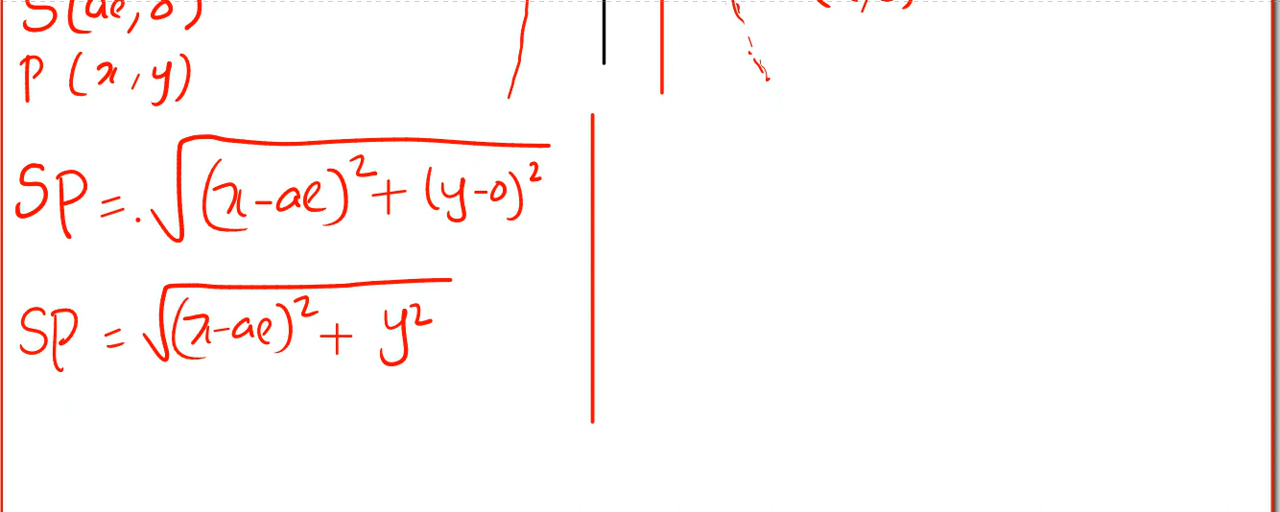 S(ae, 0)
P (x, y)
SP = . √((x-ae)² + (y-0)²
SP = √((x-ae)² + y²